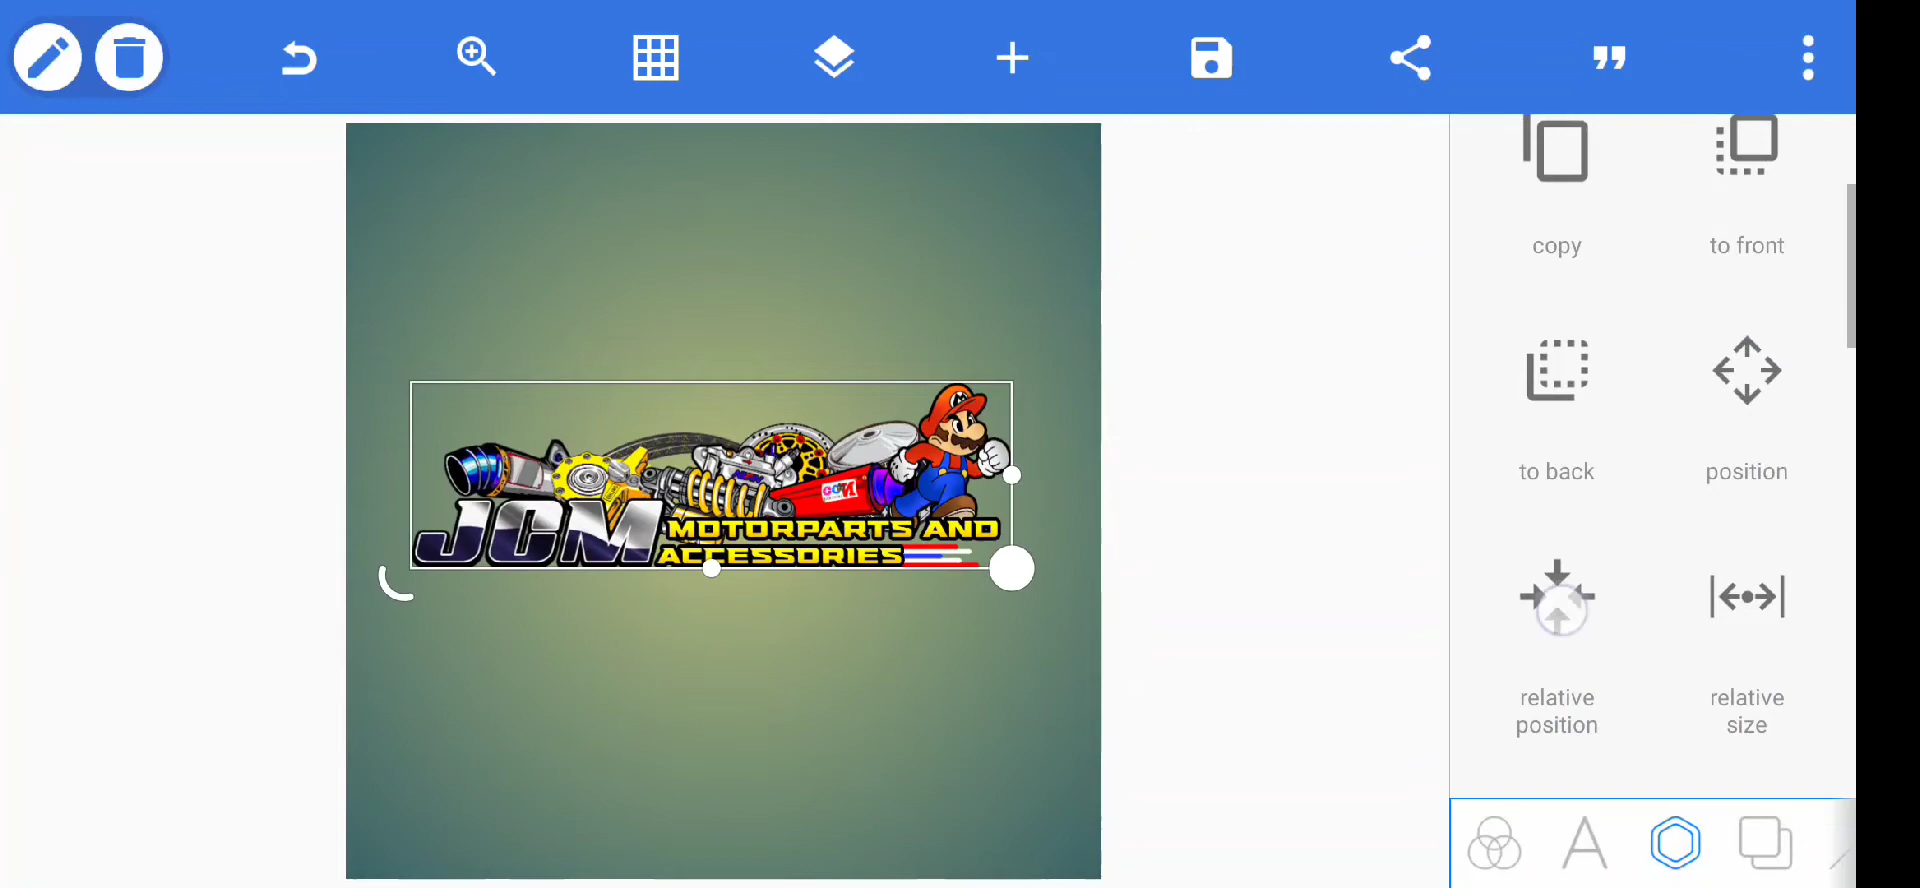 copy
to front
to back
position
JCM MOTORPARTS AND
ACCESSORIES
relative
position
relative
size